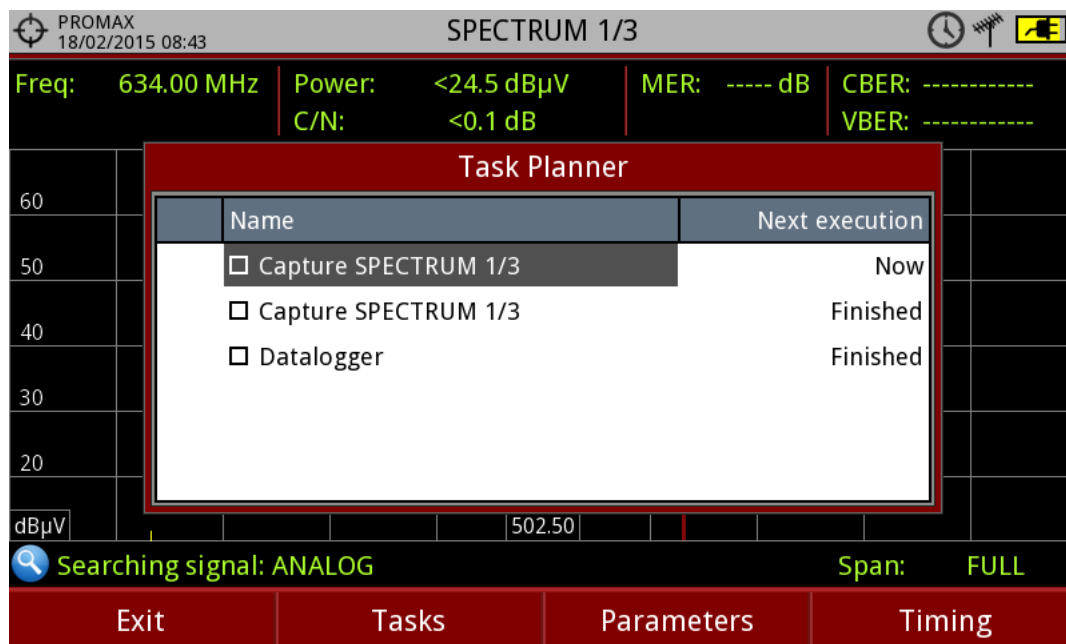 PROMAX
18/02/2015 08:43
SPECTRUM 1/3
Freq: 634.00 MHz
Power: <24.5 dBµV
MER: ----- dB
CBER: ------------
C/N: <0.1 dB
VBER: ------------
Task Planner
Name Next execution
Capture SPECTRUM 1/3 Now
Capture SPECTRUM 1/3 Finished
Datalogger Finished
60
50
40
30
20
dBµV 502.50
Searching signal: ANALOG Span: FULL
Exit Tasks Parameters Timing